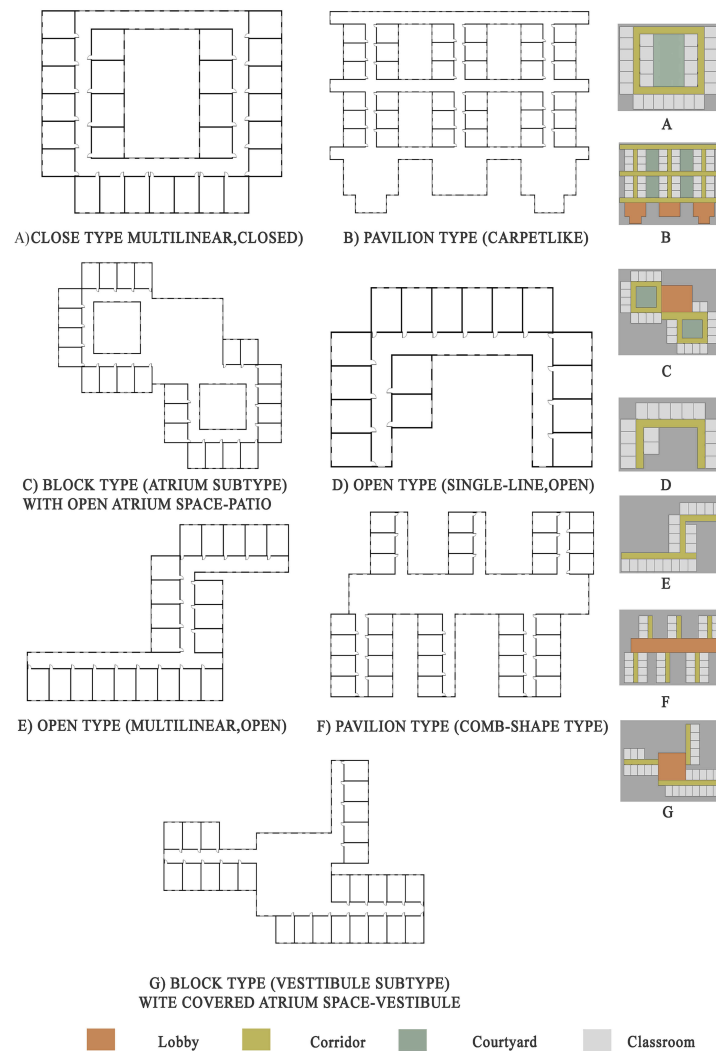 A)CLOSE TYPE MULTILINEAR,CLOSED)
B) PAVILION TYPE (CARPETLIKE)
A
B
C) BLOCK TYPE (ATRIUM SUBTYPE)
WITH OPEN ATRIUM SPACE-PATIO
D) OPEN TYPE (SINGLE-LINE,OPEN)
C
D
E) OPEN TYPE (MULTILINEAR,OPEN)
F) PAVILION TYPE (COMB-SHAPE TYPE)
E
F
G
G) BLOCK TYPE (VESTTIBULE SUBTYPE)
WITE COVERED ATRIUM SPACE-VESTIBULE
Lobby Corridor Courtyard Classroom